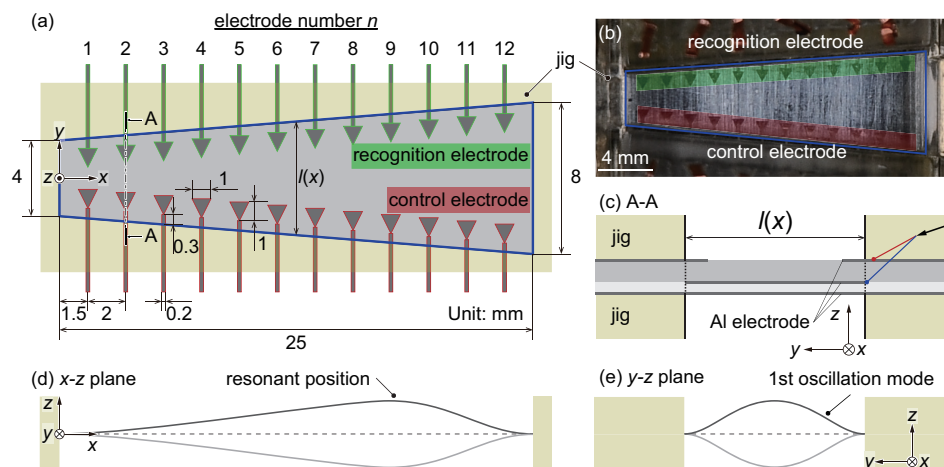 (a)
electrode number n
1 2 3 4 5 6 7 8 9 10 11 12
jig
A
y
4
z
x
recognition electrode
l(x)
8
1
control electrode
A
0.3
1
1.5
2
0.2
Unit: mm
25
(b)
recognition electrode
control electrode
4 mm
(c) A-A
l(x)
jig
jig
Al electrode
z
y
x
(d) x-z plane
resonant position
z
y
x
(e) y-z plane
1st oscillation mode
z
y
x